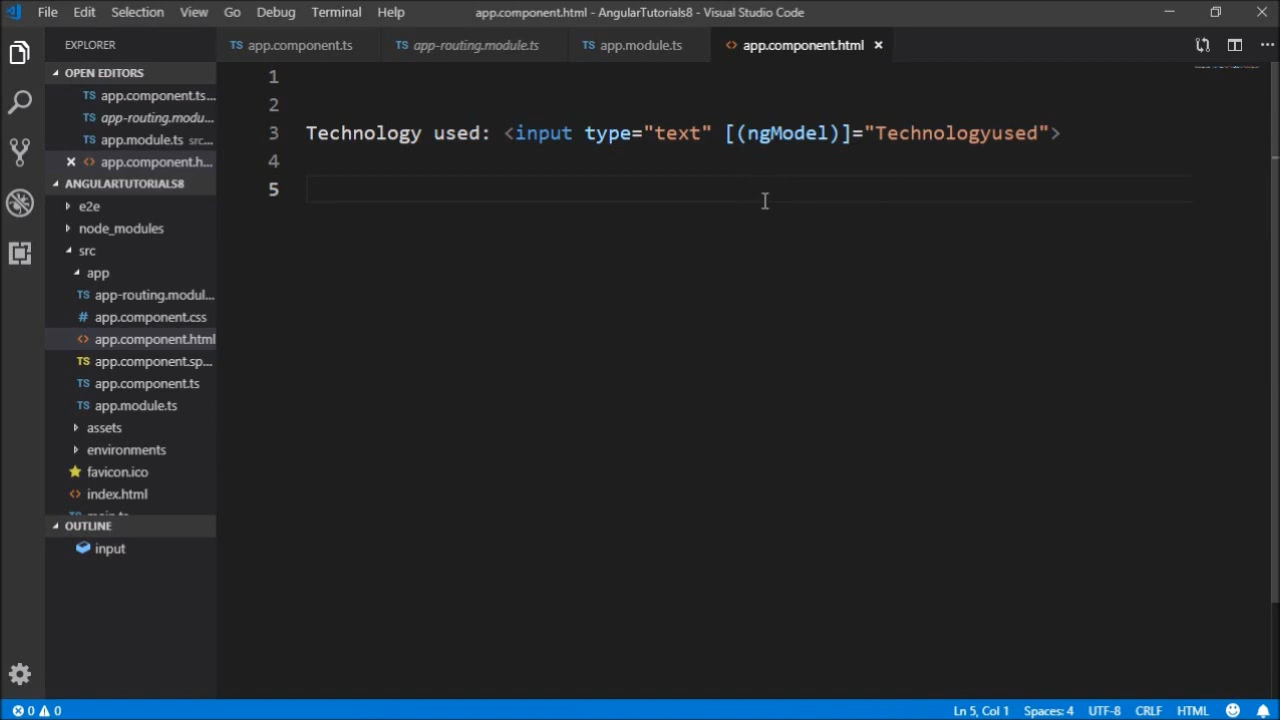 File Edit Selection View Go Debug Terminal Help app.component.html - AngularTutorials8 - Visual Studio Code
EXPLORER
TS app.component.ts TS app-routing.module.ts TS app.module.ts <> app.component.html ×
OPEN EDITORS
TS app.component.ts...
TS app-routing.modu...
TS app.module.ts src...
<> app.component.h...
ANGULARTUTORIALS8
e2e
node_modules
src
app
TS app-routing.modul...
# app.component.css
<> app.component.html
TS app.component.sp...
TS app.component.ts
TS app.module.ts
assets
environments
favicon.ico
<> index.html
OUTLINE
input
1
2
3 Technology used: <input type="text" [(ngModel)]="Technologyused">
4
5
0 0 Ln 5, Col 1 Spaces: 4 UTF-8 CRLF HTML